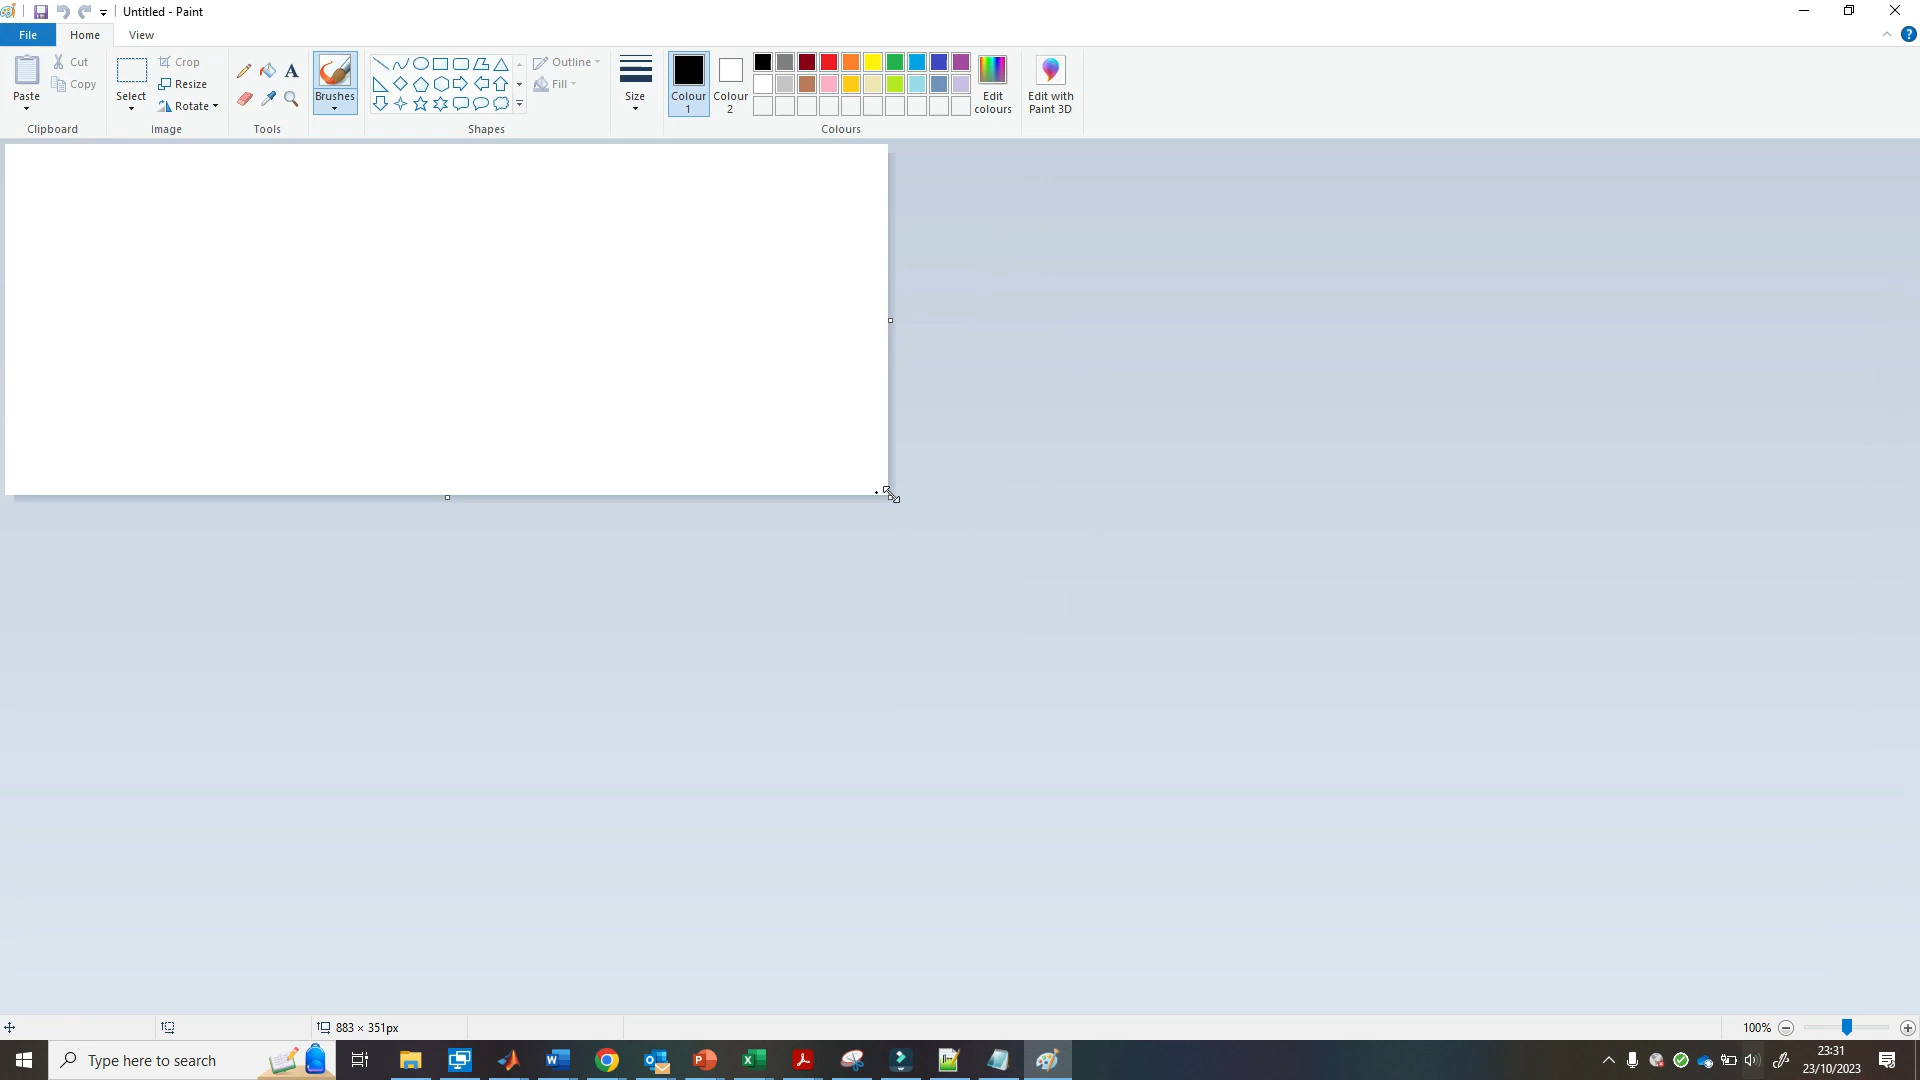 Untitled - Paint
File Home View
Paste
Cut
Copy
Clipboard
Select
Crop
Resize
Rotate
Image
Tools
Brushes
Shapes
Outline
Fill
Size
Colour 1
Colour 2
Colours
Edit colours
Edit with Paint 3D
883 × 351px
100%
Type here to search
23:31
23/10/2023